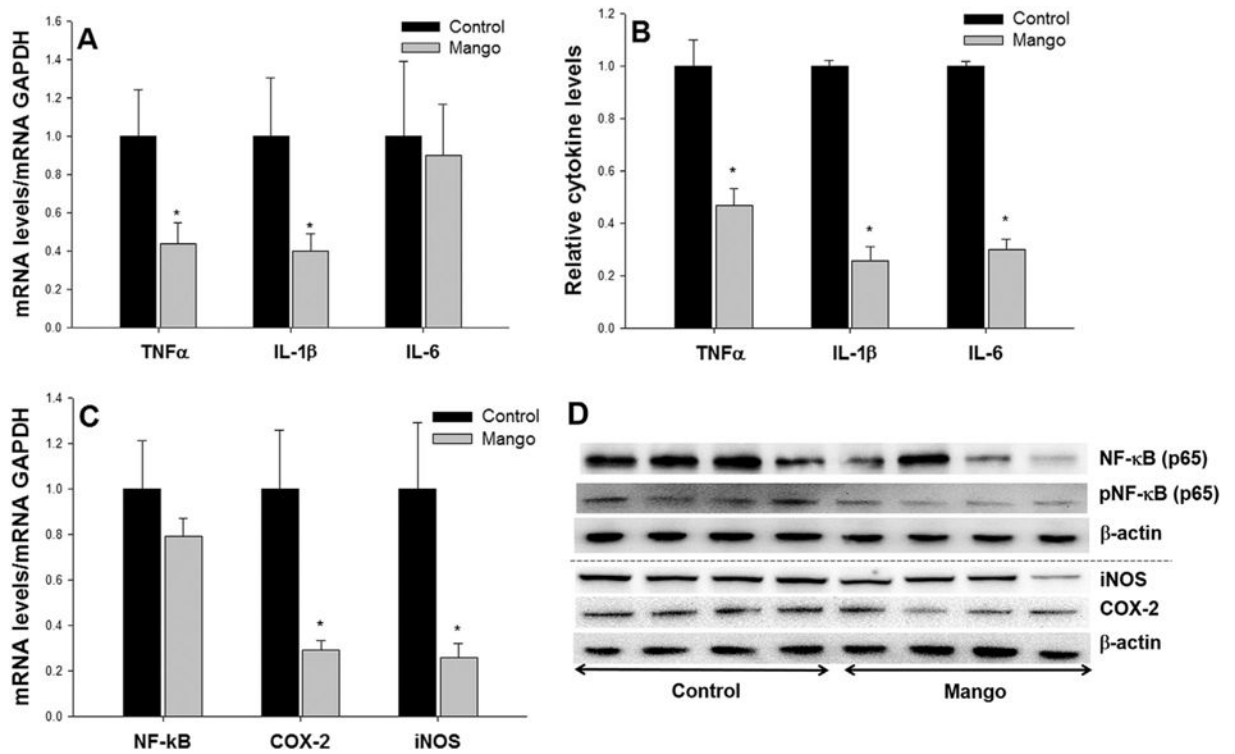 A
Control
Mango
mRNA levels/mRNA GAPDH
1.6
1.4
1.2
1.0
0.8
0.6
0.4
0.2
0.0
*
*
TNFα
IL-1β
IL-6
B
Control
Mango
Relative cytokine levels
1.2
1.0
0.8
0.6
0.4
0.2
0.0
*
*
*
TNFα
IL-1β
IL-6
C
Control
Mango
mRNA levels/mRNA GAPDH
1.4
1.2
1.0
0.8
0.6
0.4
0.2
0.0
*
*
NF-kB
COX-2
iNOS
D
NF-κB (p65)
pNF-κB (p65)
β-actin
iNOS
COX-2
β-actin
Control
Mango